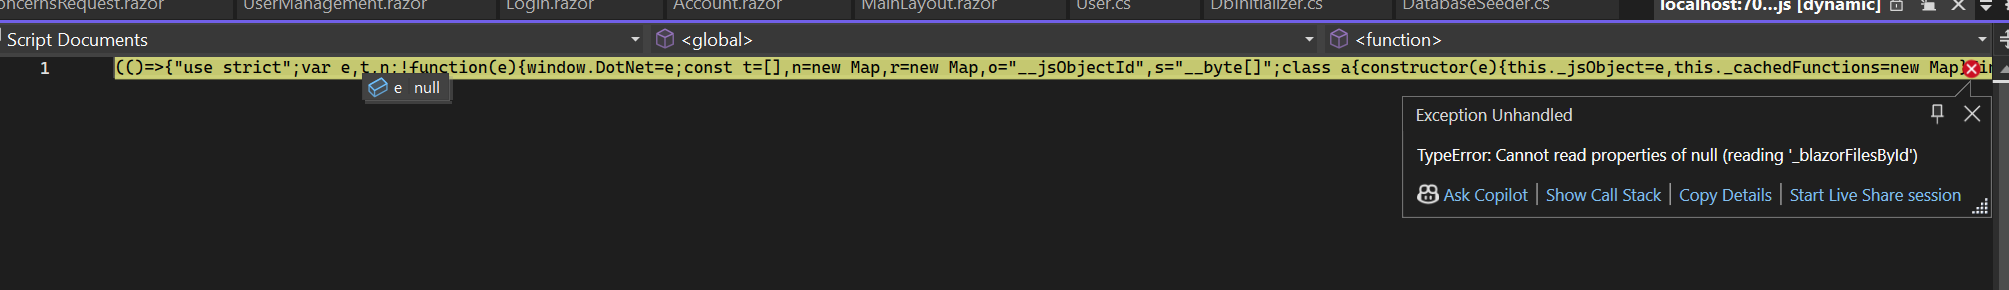 oncernsRequest.razor UserManagement.razor Login.razor Account.razor MainLayout.razor User.cs DbInitializer.cs DatabaseSeeder.cs localhost:70...js [dynamic]
Script Documents <global> <function>
1 (()=>{"use strict";var e,t,n;!function(e){window.DotNet=e;const t=[],n=new Map,r=new Map,o="__jsObjectId",s="__byte[]";class a{constructor(e){this._jsObject=e,this._cachedFunctions=new Map}
e null
Exception Unhandled
TypeError: Cannot read properties of null (reading '_blazorFilesById')
Ask Copilot | Show Call Stack | Copy Details | Start Live Share session